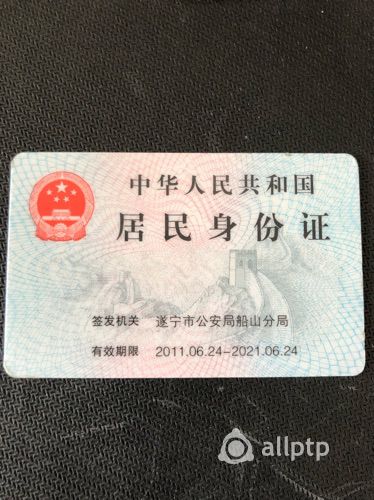 中华人民共和国
居民身份证
签发机关 遂宁市公安局船山分局
有效期限 2011.06.24-2021.06.24
allptp